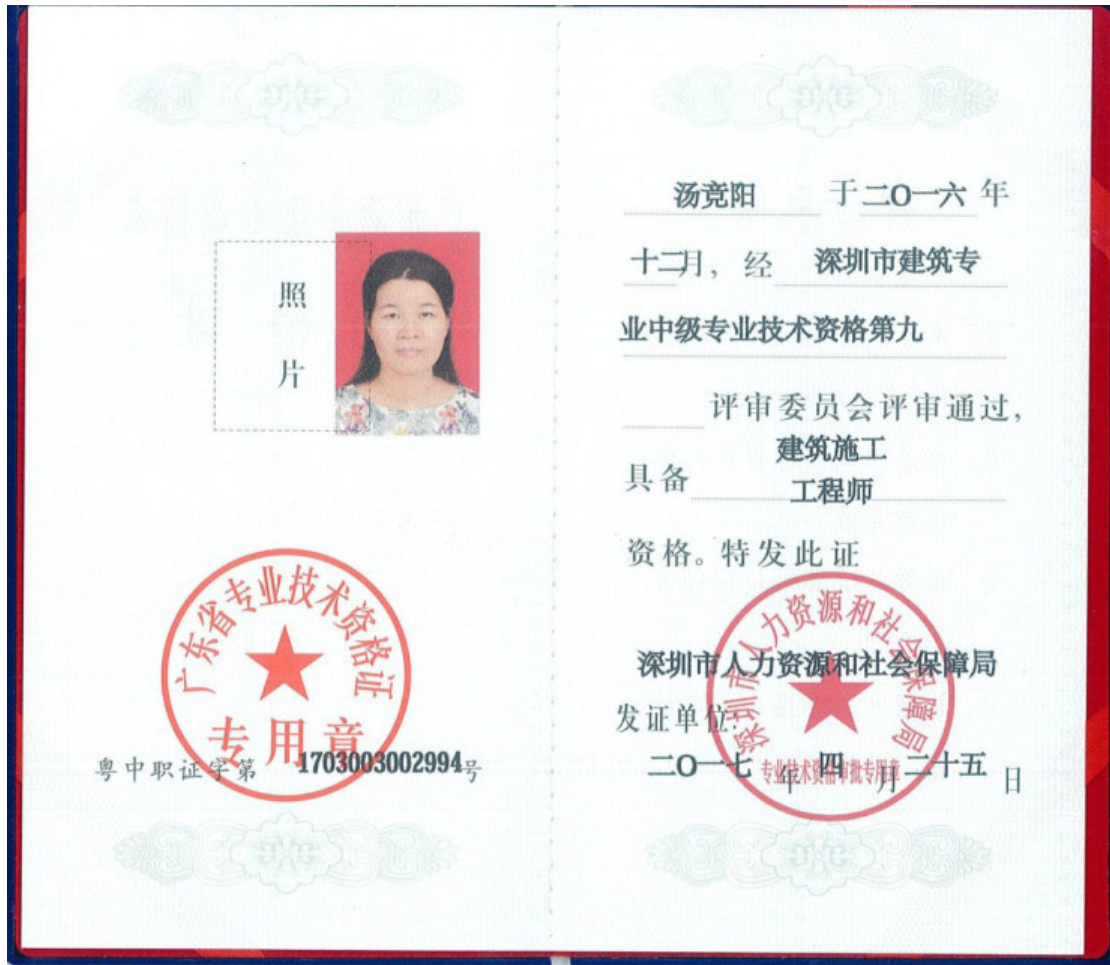 照
片
广东省专业技术资格证
专用章
粤中职证字第 1703003002994号
汤竞阳 于二O一六年
十二月，经 深圳市建筑专
业中级专业技术资格第九
评审委员会评审通过，
建筑施工
具备 工程师
资格。特发此证
深圳市人力资源和社会保障局
深圳市人力资源和社会保障局
发证单位：
二O一七年四月二十五日
专业技术资格审批专用章